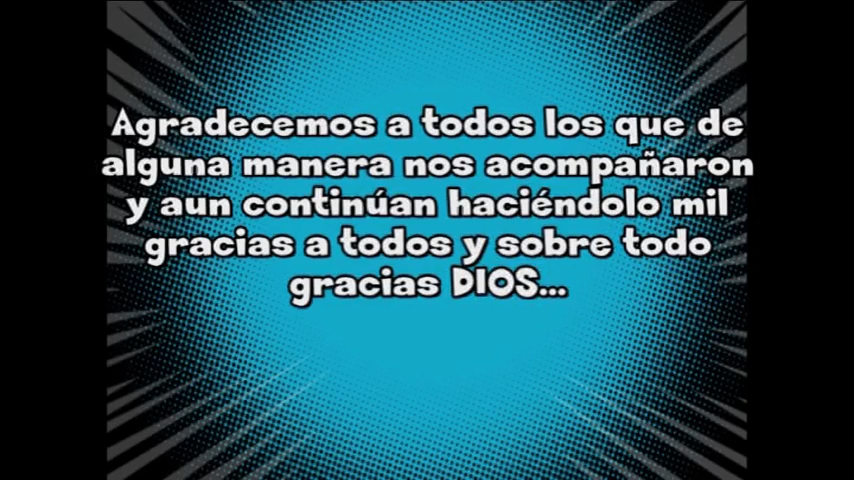 Agradecemos a todos los que de
alguna manera nos acompañaron
y aun continúan haciéndolo mil
gracias a todos y sobre todo
gracias DIOS...